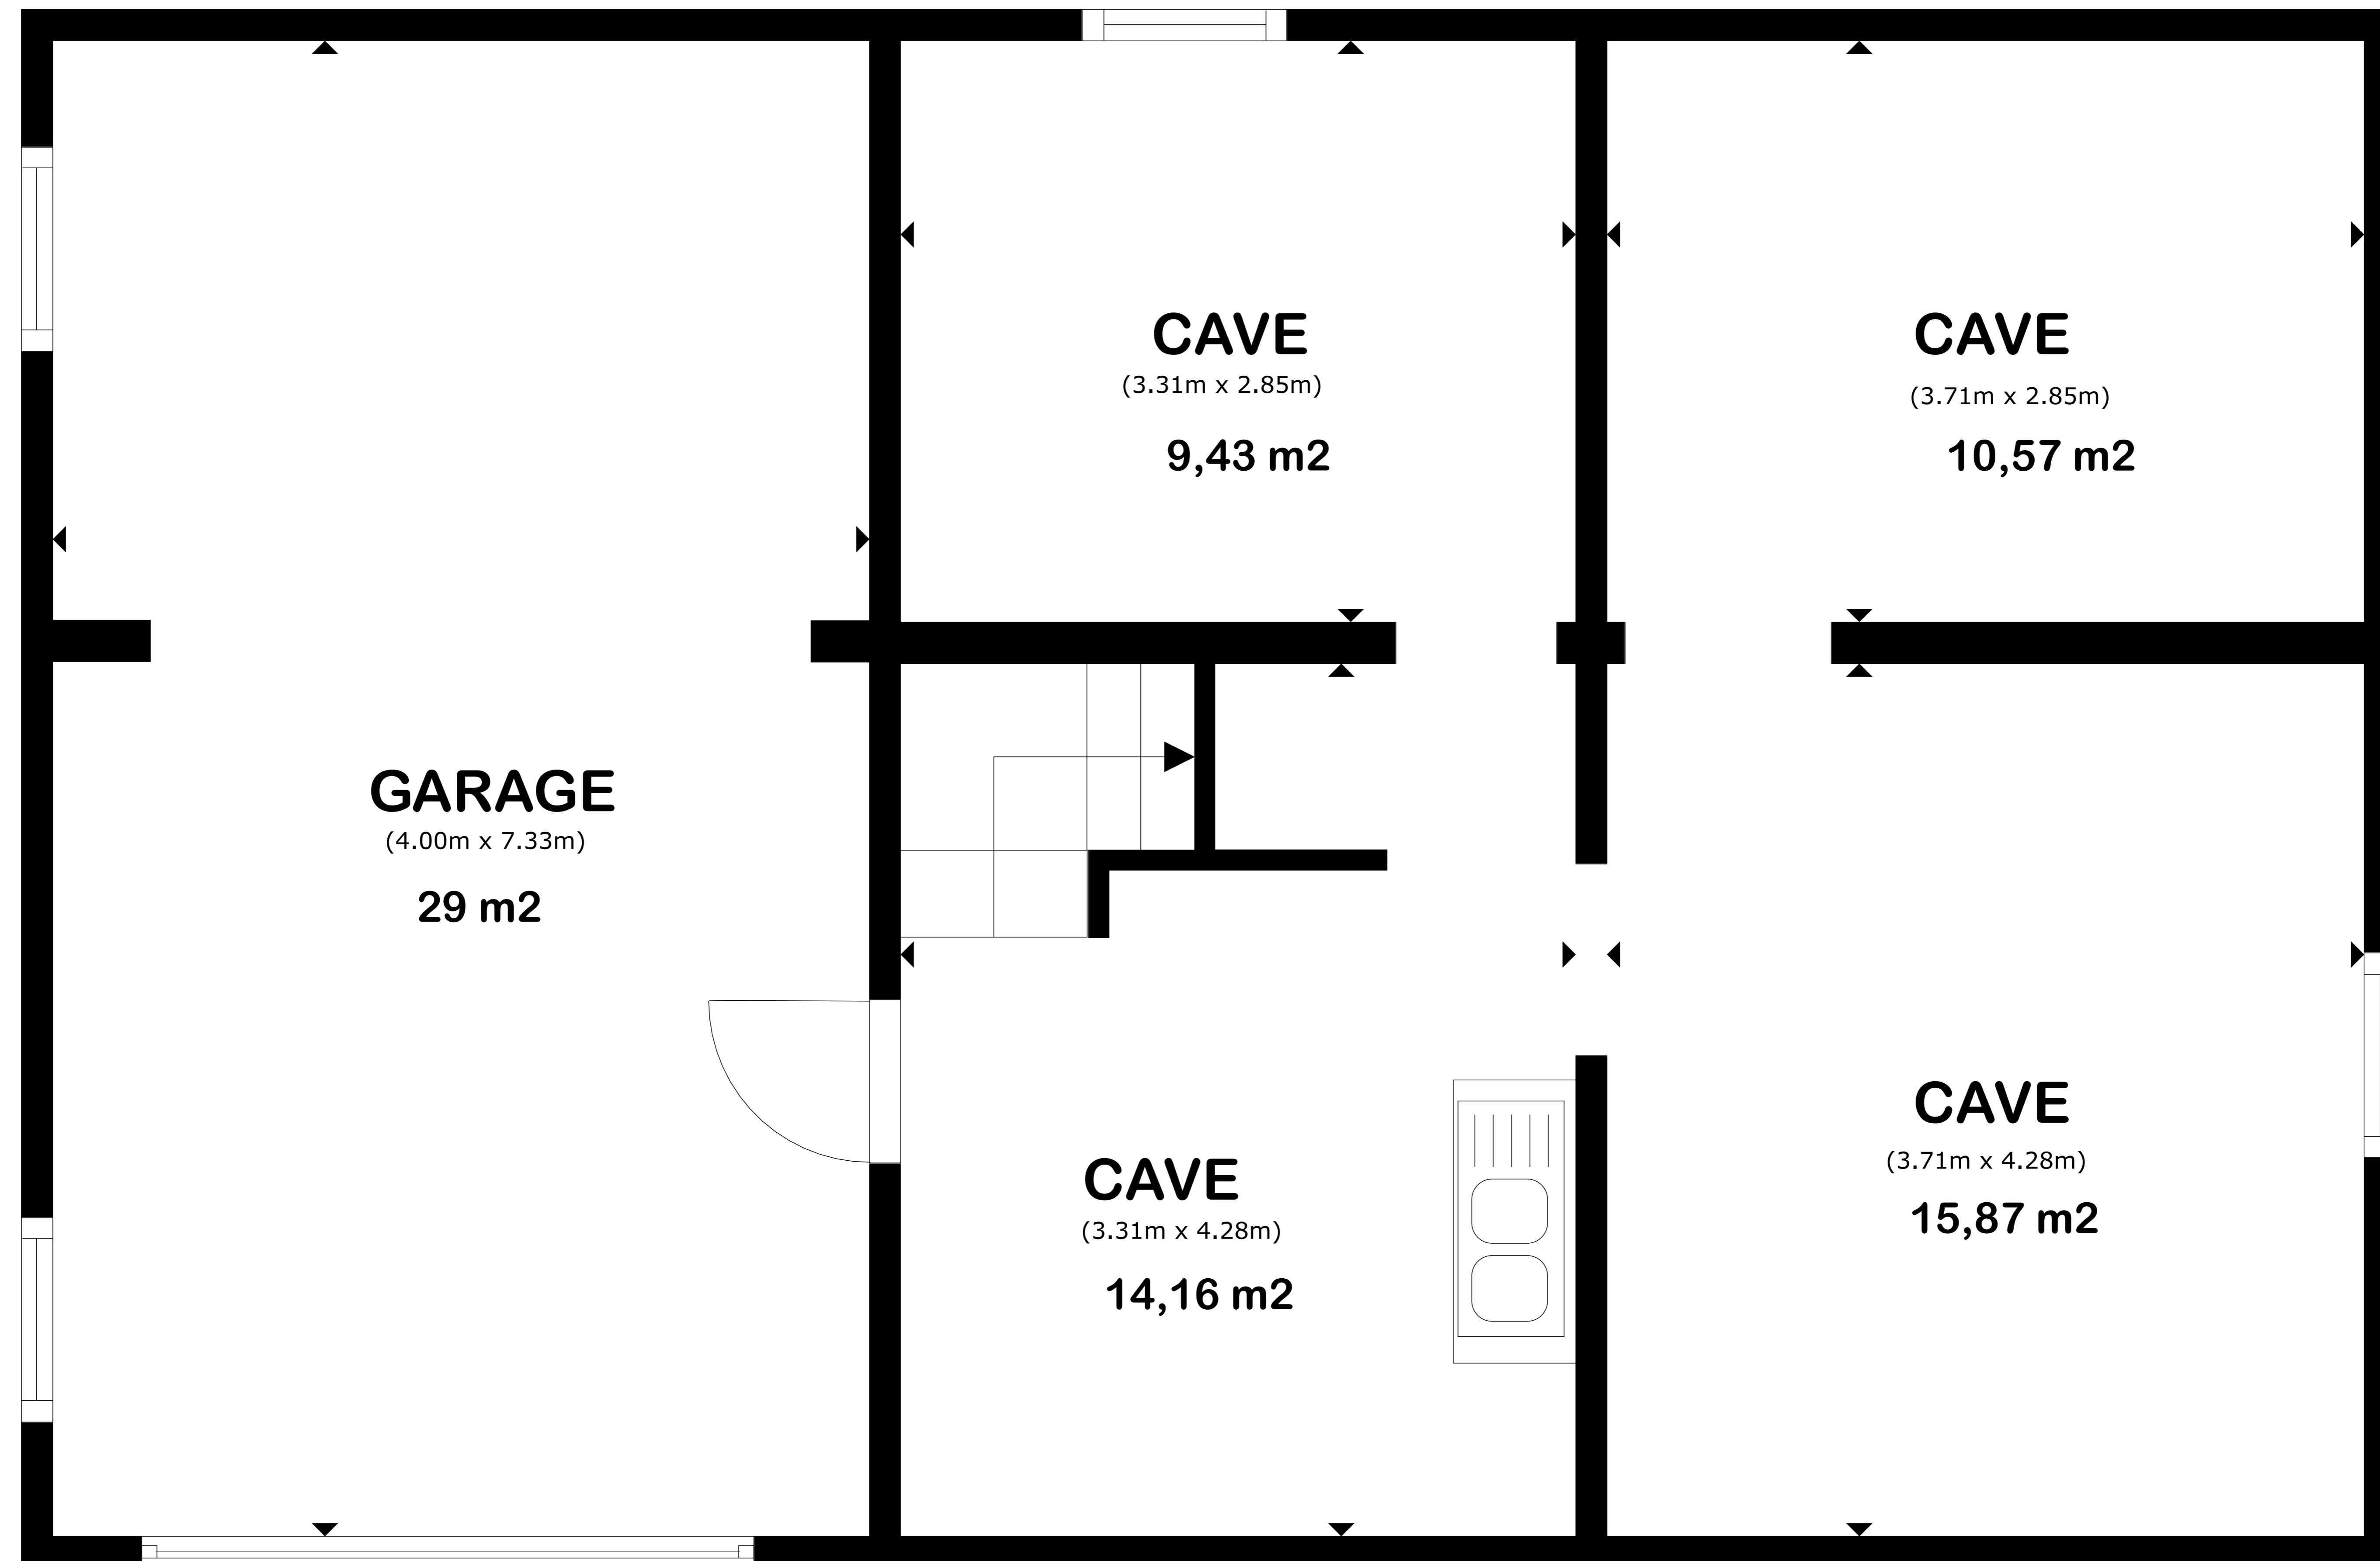 CAVE
(3.31m x 2.85m)
9,43 m2
CAVE
(3.71m x 2.85m)
10,57 m2
GARAGE
(4.00m x 7.33m)
29 m2
CAVE
(3.31m x 4.28m)
14,16 m2
CAVE
(3.71m x 4.28m)
15,87 m2